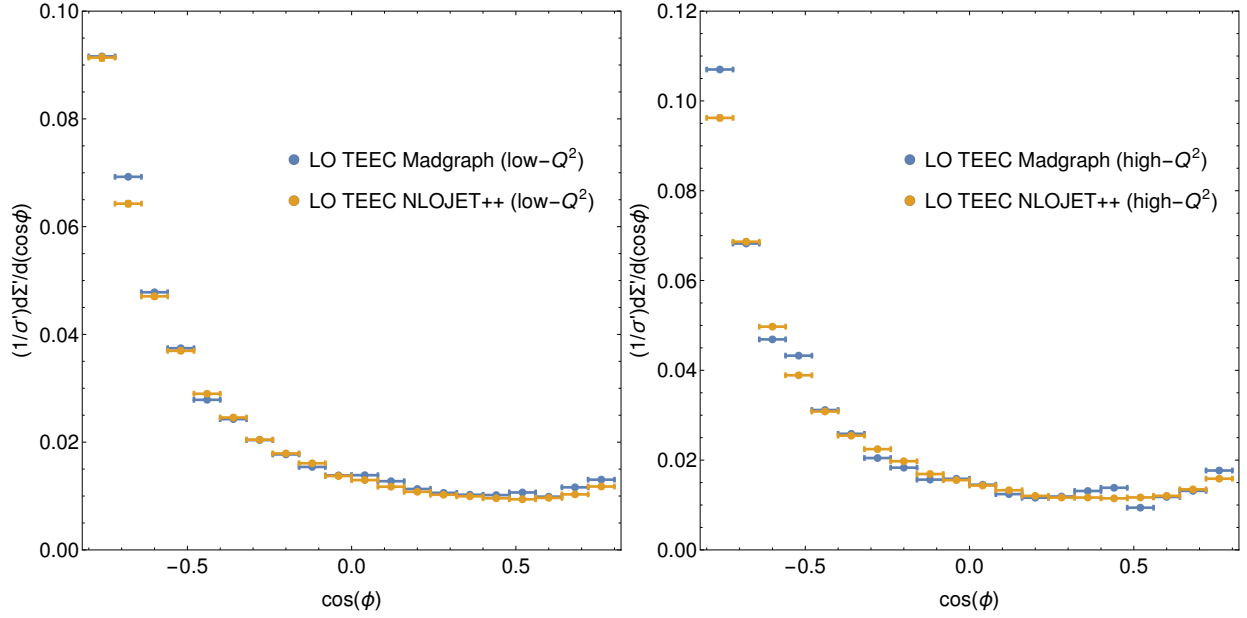 0.10
0.08
0.06
0.04
0.02
0.00
(1/σ')dΣ'/d(cosϕ)
LO TEEC Madgraph (low-Q²)
LO TEEC NLOJET++ (low-Q²)
−0.5
0.0
0.5
cos(ϕ)
0.12
0.10
0.08
0.06
0.04
0.02
0.00
(1/σ')dΣ'/d(cosϕ)
LO TEEC Madgraph (high-Q²)
LO TEEC NLOJET++ (high-Q²)
−0.5
0.0
0.5
cos(ϕ)